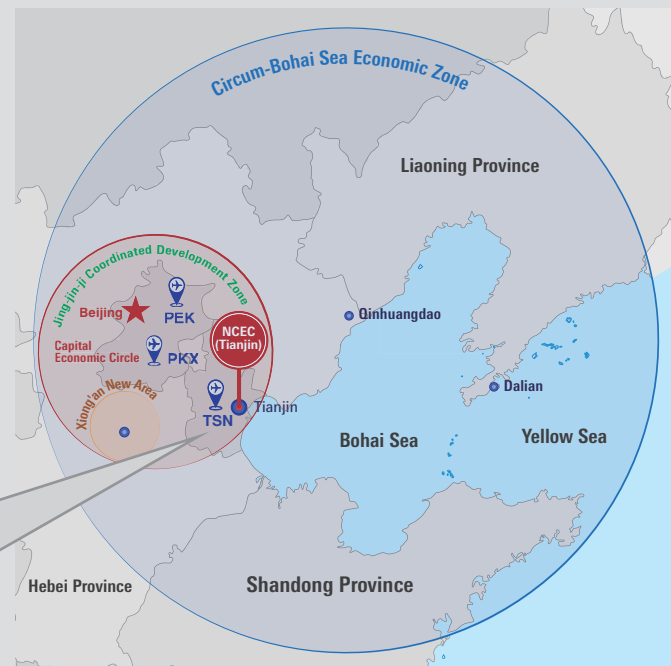 Circum-Bohai Sea Economic Zone
Liaoning Province
Jing-jin-ji Coordinated Development Zone
Beijing
PEK
NCEC
(Tianjin)
Qinhuangdao
Capital
Economic Circle
PKX
Xiong'an New Area
TSN
Tianjin
Dalian
Bohai Sea
Yellow Sea
Hebei Province
Shandong Province